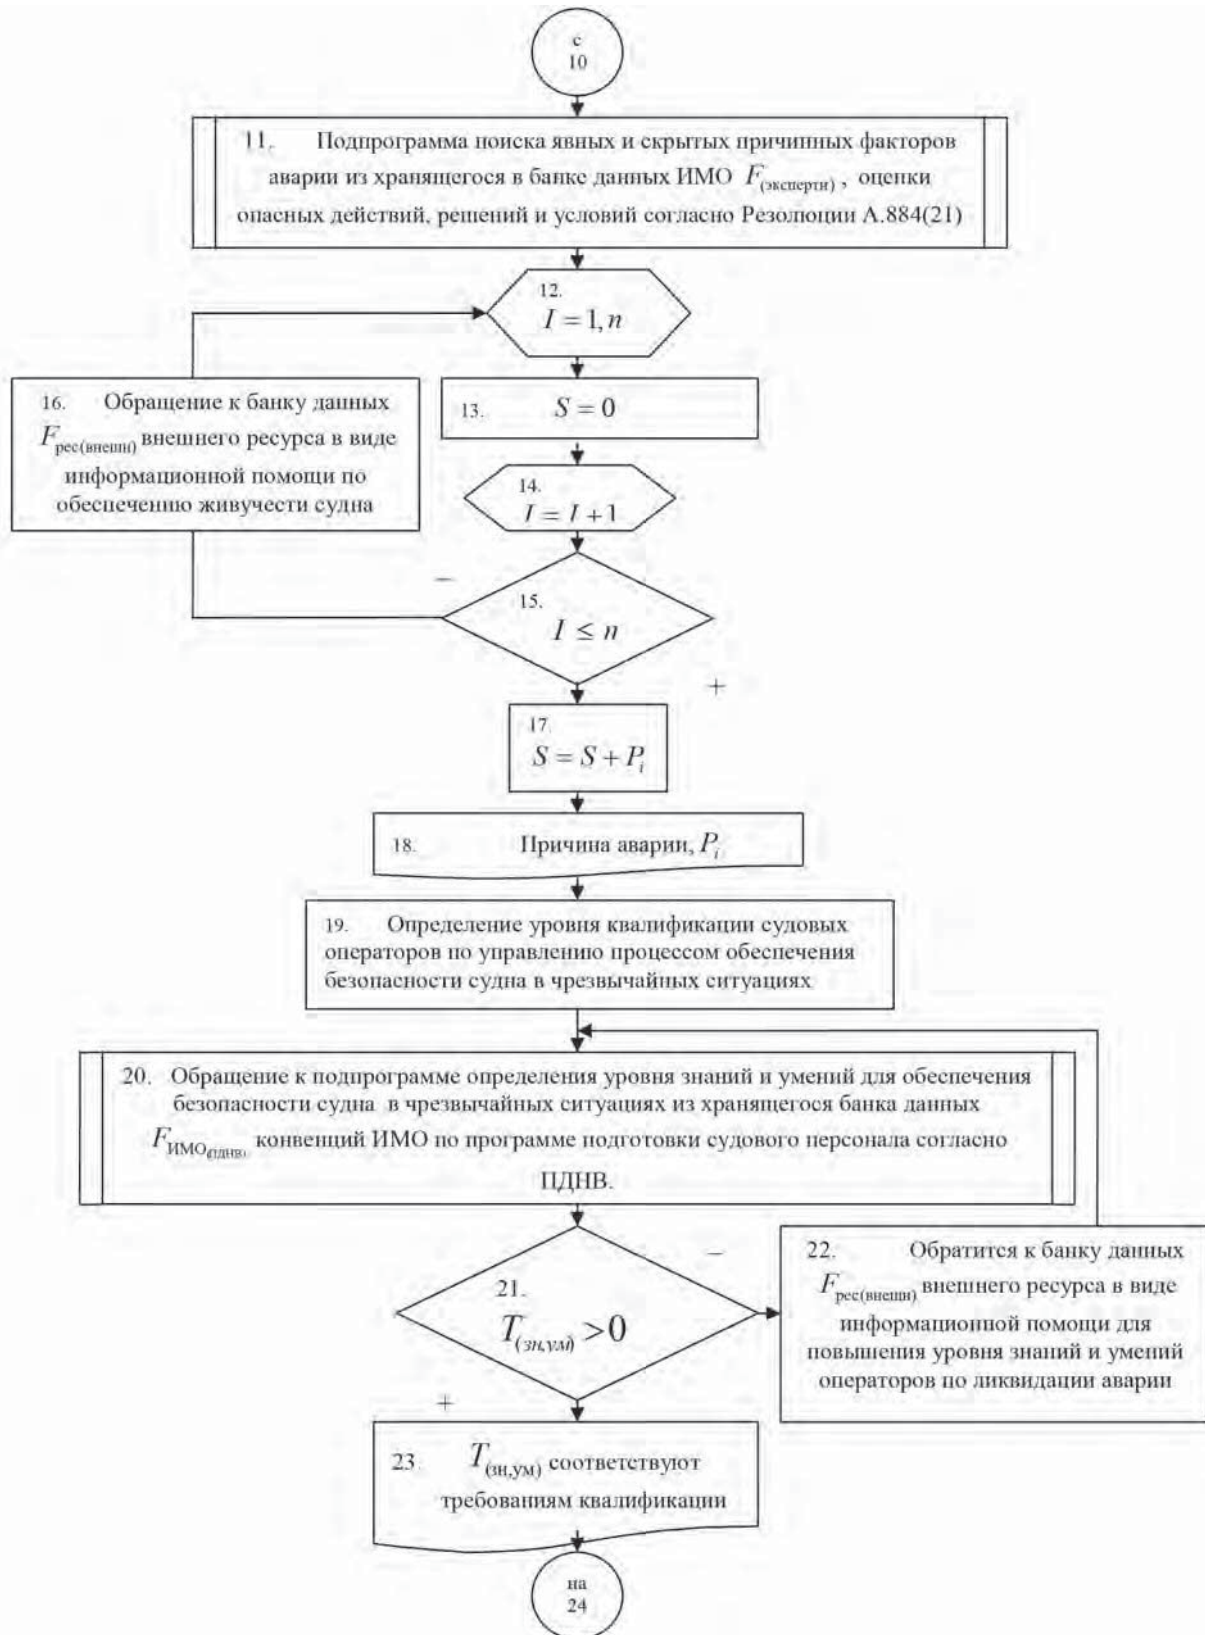 с
10
11. Подпрограмма поиска явных и скрытых причинных факторов
аварии из хранящегося в банке данных ИМО F(эксперти) , оценки
опасных действий, решений и условий согласно Резолюции А.884(21)
12.
I = 1, n
16. Обращение к банку данных
Fрес(внешн) внешнего ресурса в виде
информационной помощи по
обеспечению живучести судна
13. S = 0
14.
I = I + 1
–
15.
I ≤ n
+
17.
S = S + Pi
18. Причина аварии, Pi
19. Определение уровня квалификации судовых
операторов по управлению процессом обеспечения
безопасности судна в чрезвычайных ситуациях
20. Обращение к подпрограмме определения уровня знаний и умений для обеспечения
безопасности судна в чрезвычайных ситуациях из хранящегося банка данных
FИМО(ПДНВ) конвенций ИМО по программе подготовки судового персонала согласно
ПДНВ.
–
21.
T(зн,ум) >0
22. Обратится к банку данных
Fрес(внешн) внешнего ресурса в виде
информационной помощи для
повышения уровня знаний и умений
операторов по ликвидации аварии
+
23 T(зн,ум) соответствуют
требованиям квалификации
на
24